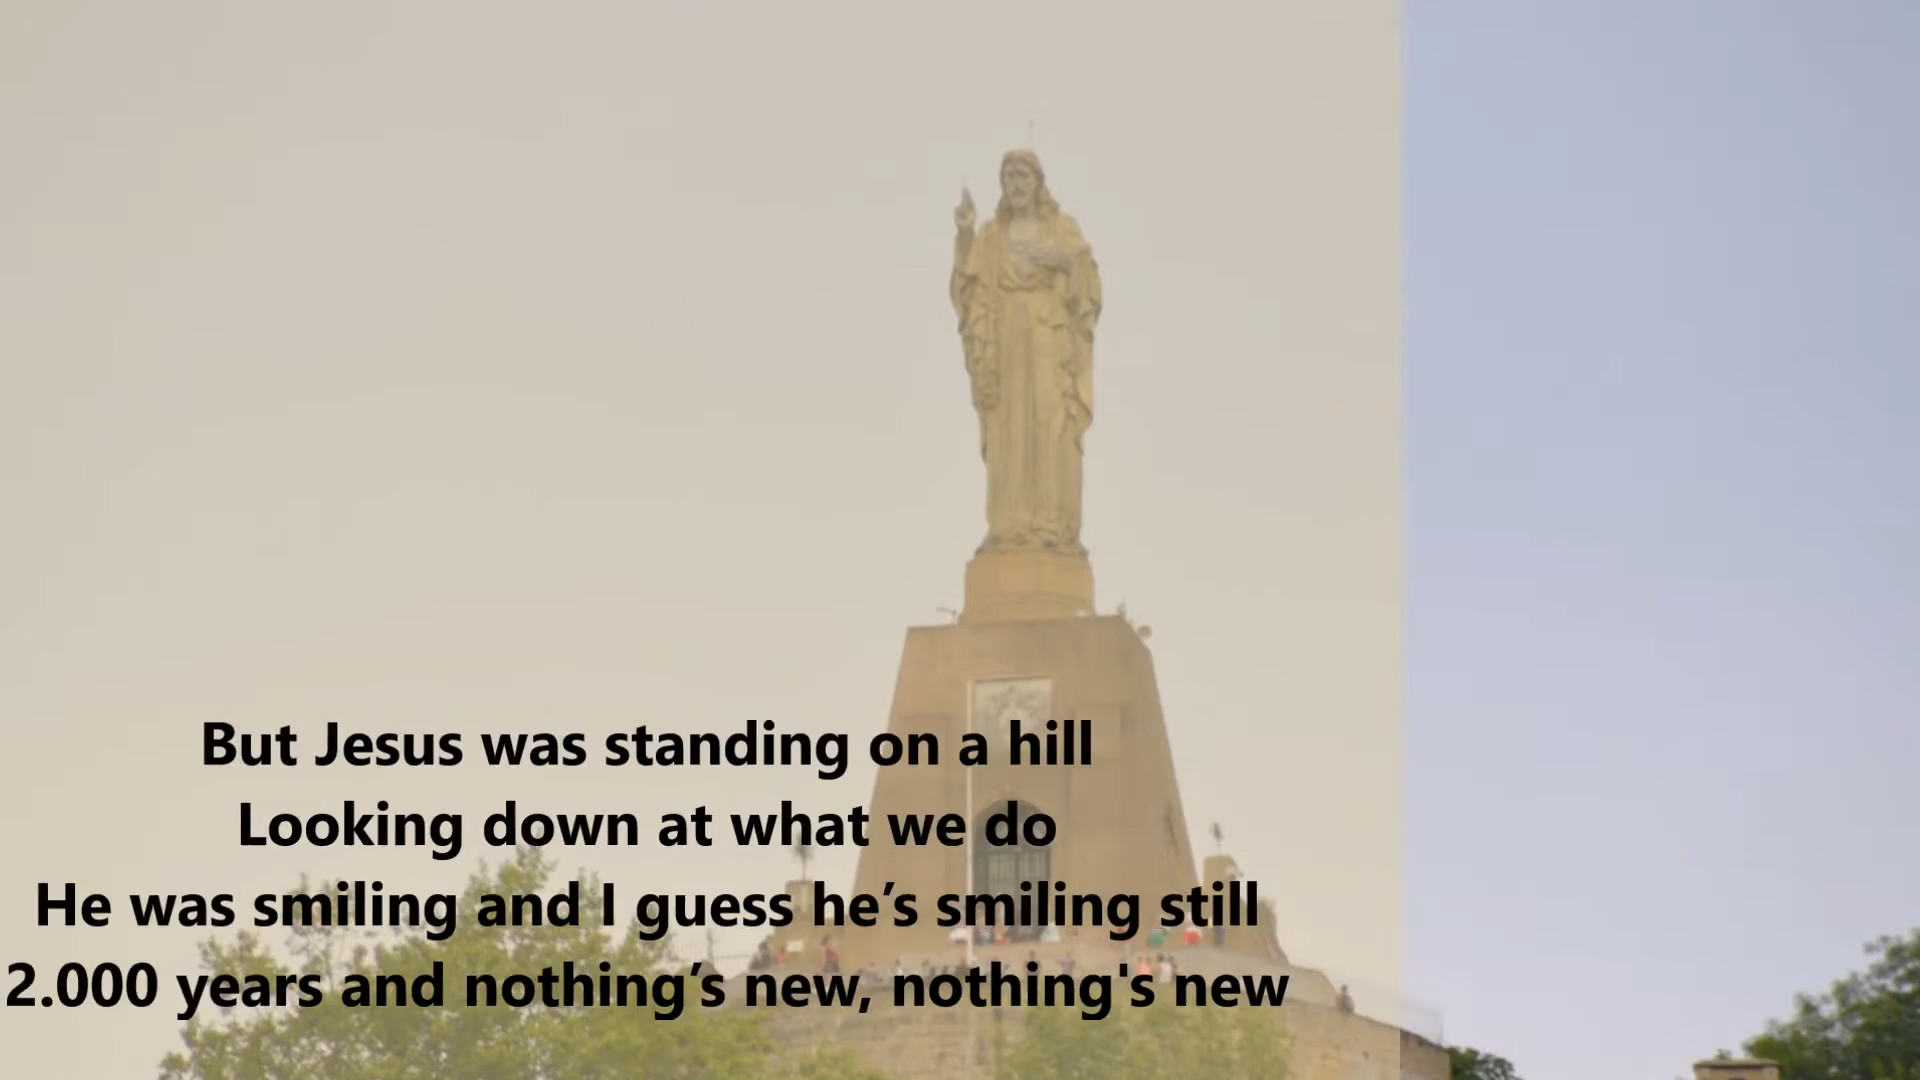 But Jesus was standing on a hill
Looking down at what we do
He was smiling and I guess he’s smiling still
2.000 years and nothing’s new, nothing's new